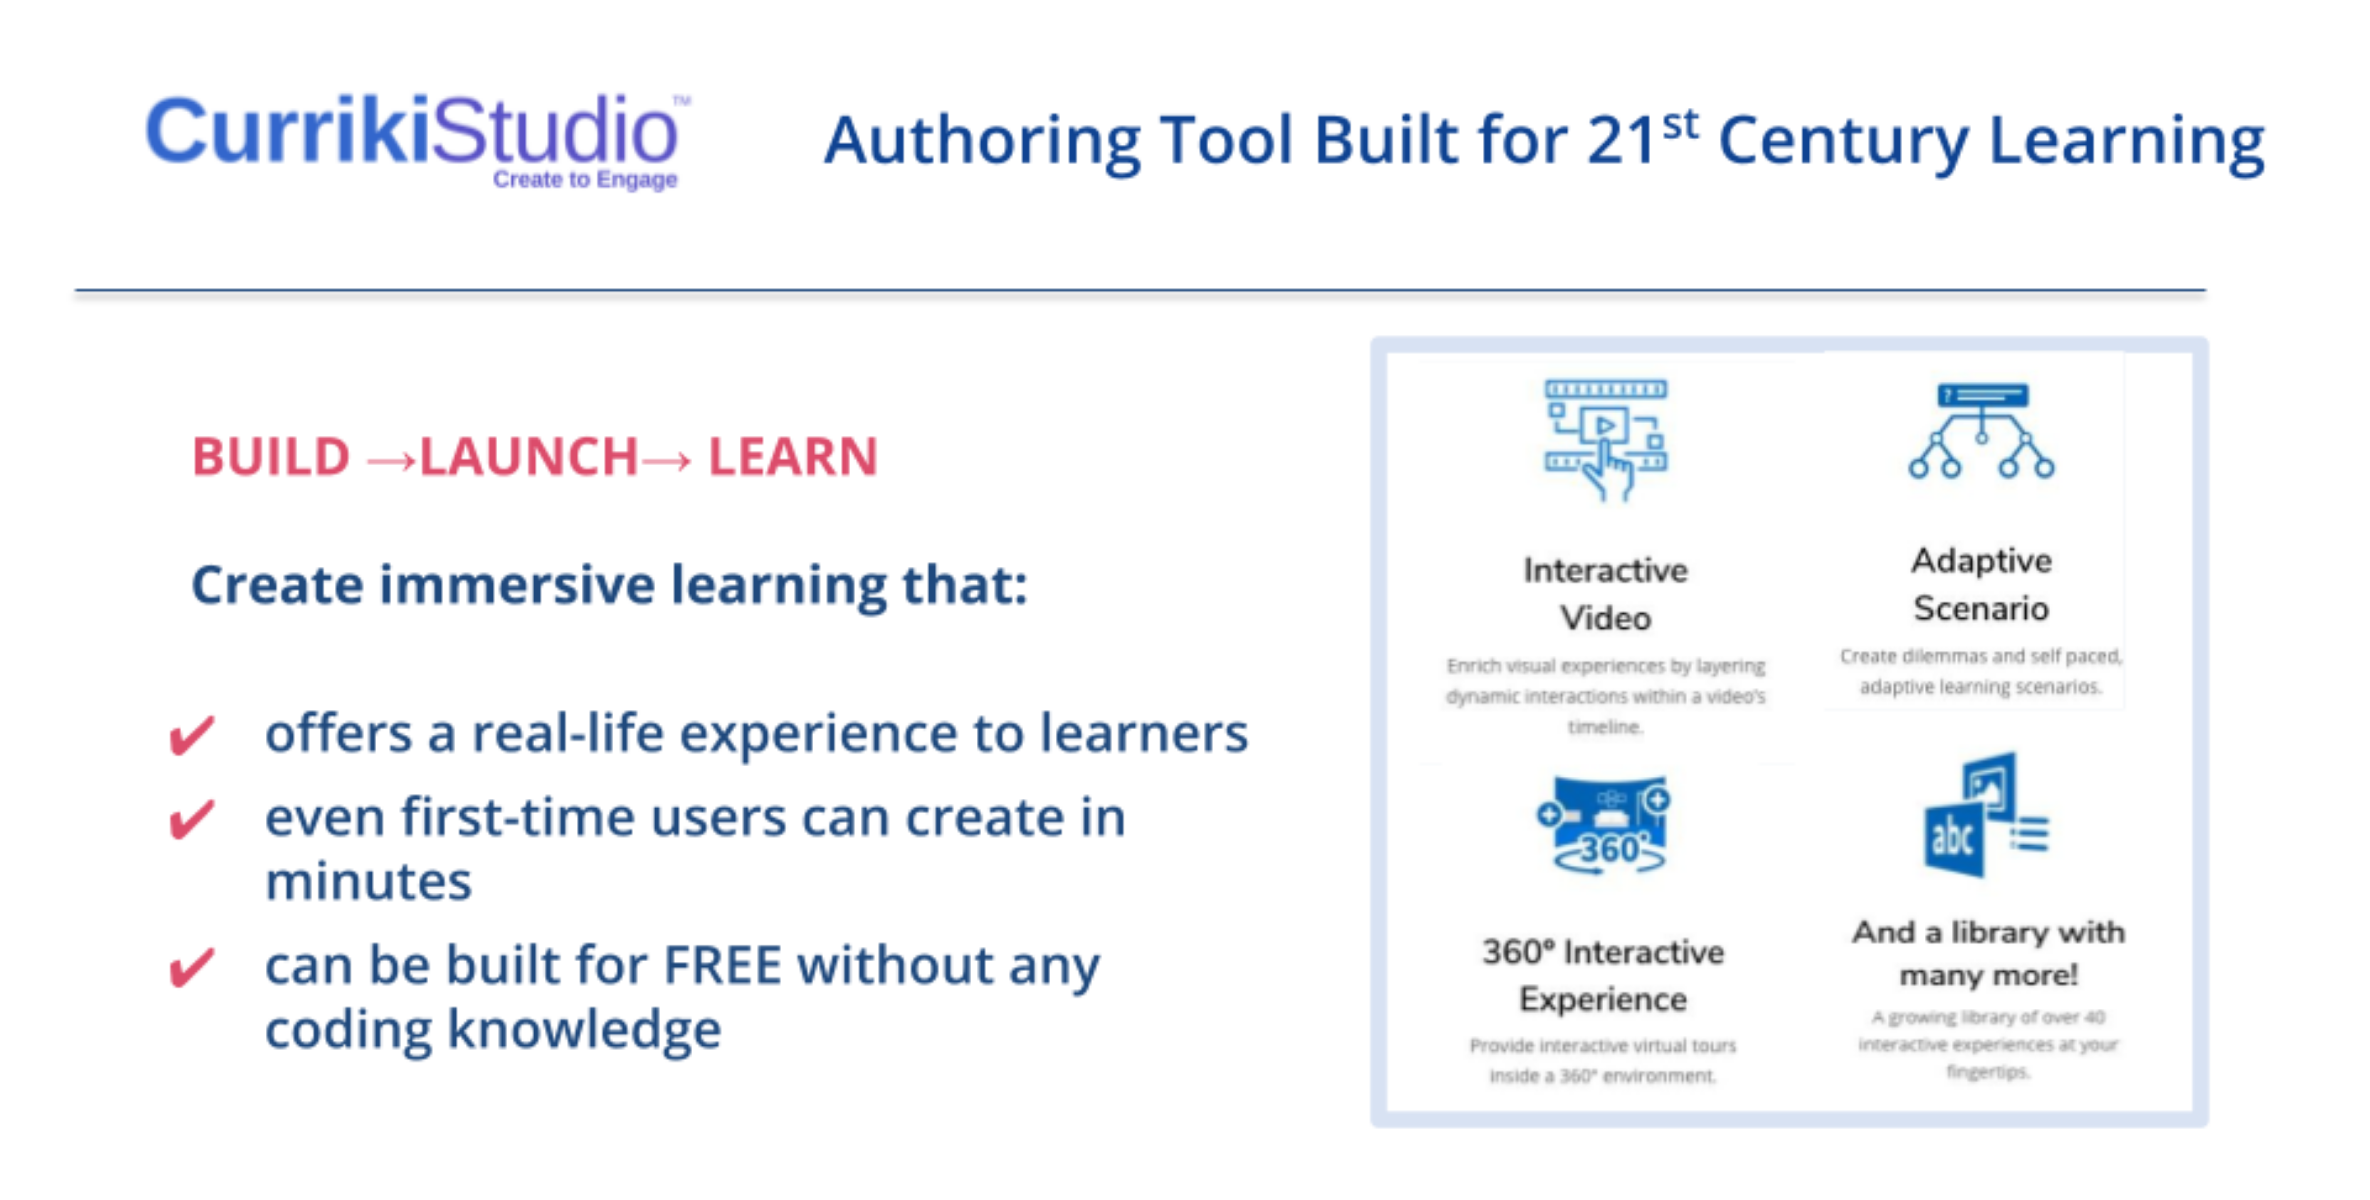 CurrikiStudio™
Create to Engage
Authoring Tool Built for 21st Century Learning
BUILD →LAUNCH→ LEARN
Create immersive learning that:
✔ offers a real-life experience to learners
✔ even first-time users can create in
minutes
✔ can be built for FREE without any
coding knowledge
Interactive
Video
Enrich visual experiences by layering
dynamic interactions within a video's
timeline.
?
Adaptive
Scenario
Create dilemmas and self paced,
adaptive learning scenarios.
360°
360° Interactive
Experience
Provide interactive virtual tours
inside a 360° environment.
abc
And a library with
many more!
A growing library of over 40
interactive experiences at your
fingertips.